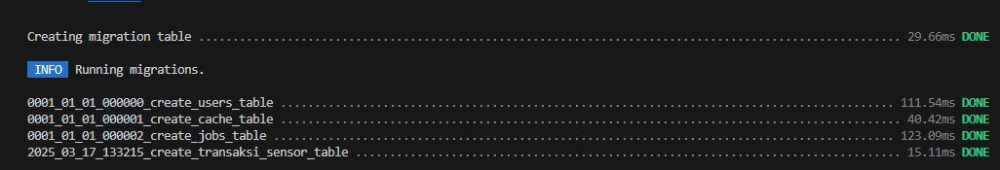 Creating migration table ........................................................................................................ 29.66ms DONE
INFO Running migrations.
0001_01_01_000000_create_users_table ........................................................................................... 111.54ms DONE
0001_01_01_000001_create_cache_table ............................................................................................ 40.42ms DONE
0001_01_01_000002_create_jobs_table ............................................................................................ 123.09ms DONE
2025_03_17_133215_create_transaksi_sensor_table ................................................................................. 15.11ms DONE